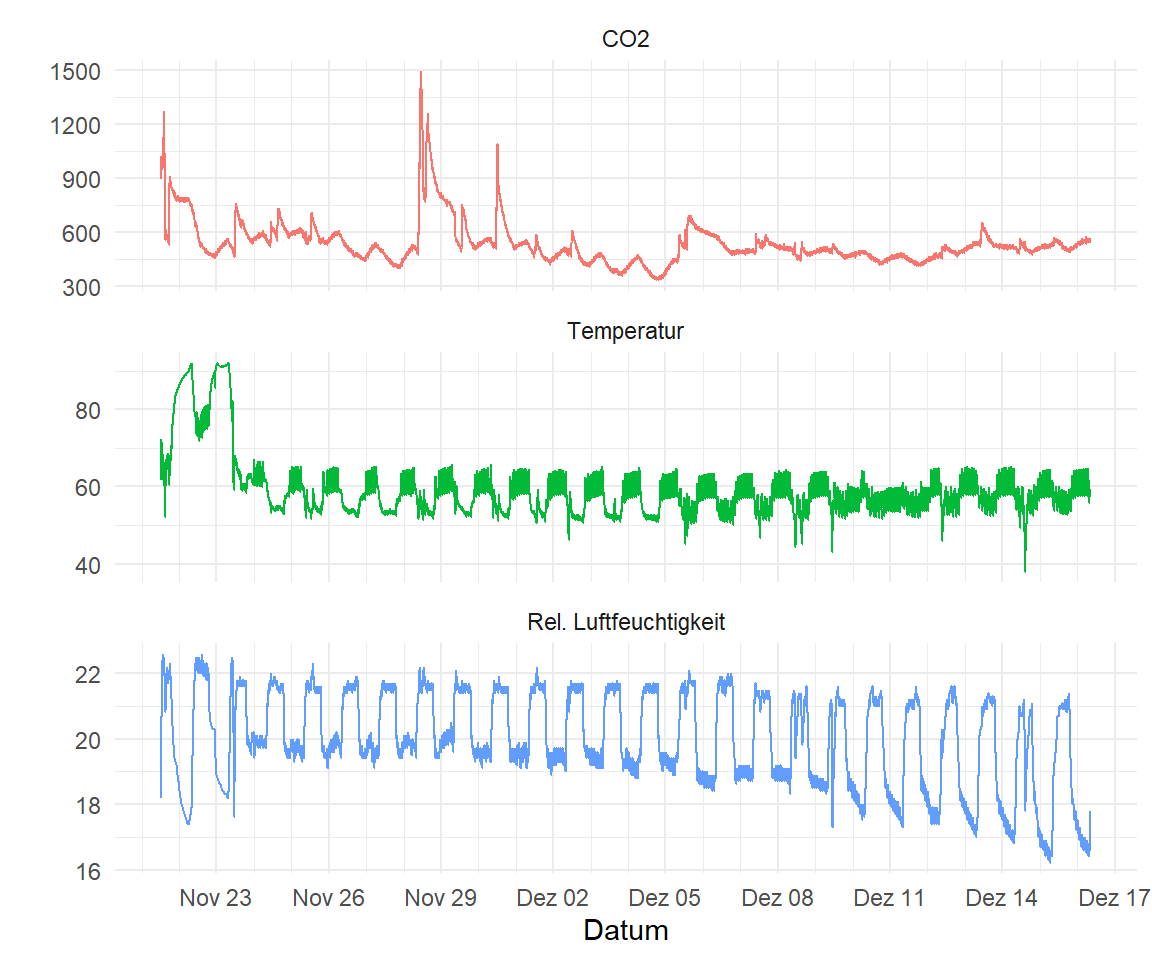 CO2
1500
1200
900
600
300
Temperatur
80
60
40
Rel. Luftfeuchtigkeit
22
20
18
16
Nov 23 Nov 26 Nov 29 Dez 02 Dez 05 Dez 08 Dez 11 Dez 14 Dez 17
Datum